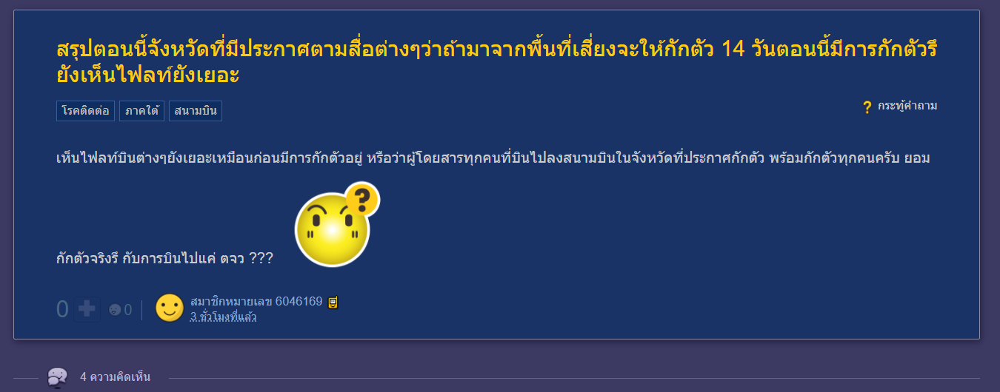 สรุปตอนนี้จังหวัดที่มีประกาศตามสื่อต่างๆว่าถ้ามาจากพื้นที่เสี่ยงจะให้กักตัว 14 วันตอนนี้มีการกักตัวรึ
ยังเห็นไฟลท์ยังเยอะ
โรคติดต่อ ภาคใต้ สนามบิน ? กระทู้คำถาม
เห็นไฟลท์บินต่างๆยังเยอะเหมือนก่อนมีการกักตัวอยู่ หรือว่าผู้โดยสารทุกคนที่บินไปลงสนามบินในจังหวัดที่ประกาศกักตัว พร้อมกักตัวทุกคนครับ ยอม
?
กักตัวจริงรึ กับการบินไปแค่ ตจว ???
0 0 สมาชิกหมายเลข 6046169
3 ชั่วโมงที่แล้ว
4 ความคิดเห็น